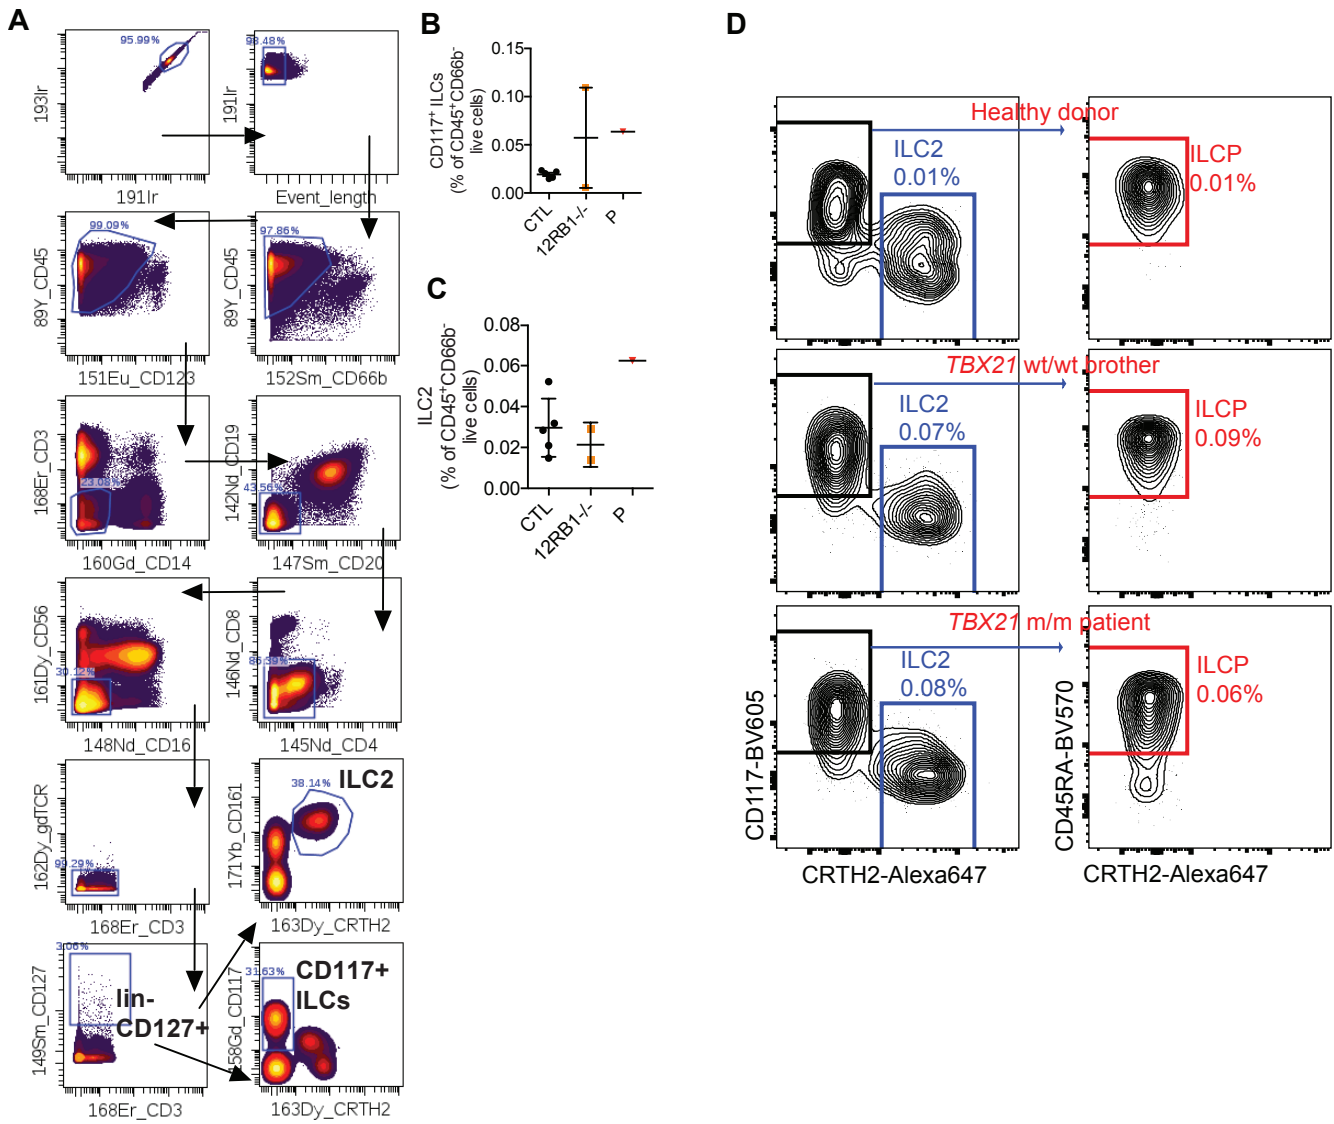 A
95.99%
193Ir
191Ir
98.48%
191Ir
Event_length
99.09%
89Y_CD45
151Eu_CD123
97.86%
89Y_CD45
152Sm_CD66b
168Er_CD3
160Gd_CD14
43.56%
142Nd_CD19
147Sm_CD20
30.12%
161Dy_CD56
148Nd_CD16
86.39%
146Nd_CD8
145Nd_CD4
99.29%
162Dy_gdTCR
168Er_CD3
38.14%
ILC2
171Yb_CD161
163Dy_CRTH2
3.06%
149Sm_CD127
lin-
CD127+
168Er_CD3
31.63%
CD117+
ILCs
158Gd_CD117
163Dy_CRTH2
B
CD117+ ILCs
(% of CD45+CD66b-
live cells)
0.15
0.10
0.05
0.00
CTL
12RB1-/-
P
C
ILC2
(% of CD45+CD66b-
live cells)
0.08
0.06
0.04
0.02
0.00
CTL
12RB1-/-
P
D
Healthy donor
ILC2
0.01%
ILCP
0.01%
TBX21 wt/wt brother
ILC2
0.07%
ILCP
0.09%
TBX21 m/m patient
ILC2
0.08%
ILCP
0.06%
CD117-BV605
CRTH2-Alexa647
CD45RA-BV570
CRTH2-Alexa647